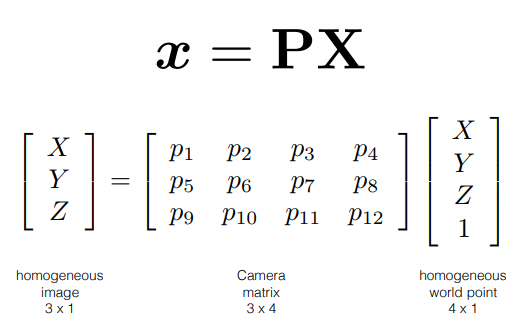 x = PX
[ X Y Z ] = [ p1 p2 p3 p4
p5 p6 p7 p8
p9 p10 p11 p12 ] [ X Y Z 1 ]
homogeneous image 3 x 1
Camera matrix 3 x 4
homogeneous world point 4 x 1